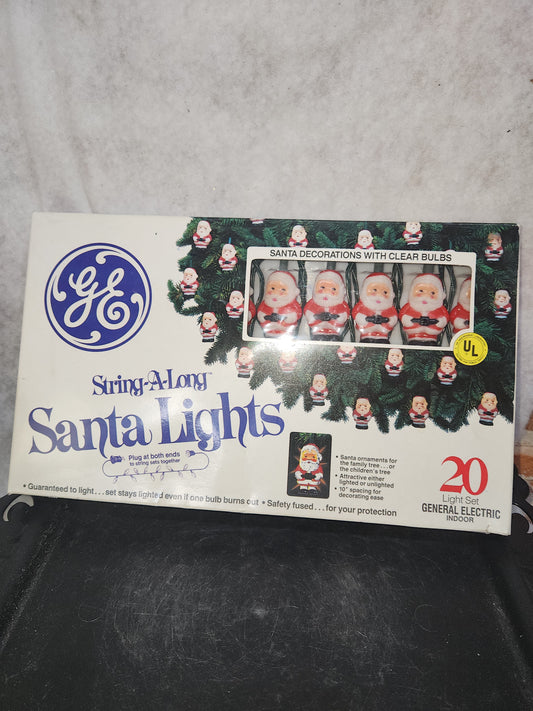 GE
SANTA DECORATIONS WITH CLEAR BULBS
UL
String-A-Long™
Santa Lights
Plug at both ends
to string sets together
• Santa ornaments for
the family tree...or
the children's tree
• Attractive either
lighted or unlighted
• 10" spacing for
decorating ease
20
Light Set
GENERAL ELECTRIC
INDOOR
• Guaranteed to light...set stays lighted even if one bulb burns out • Safety fused...for your protection